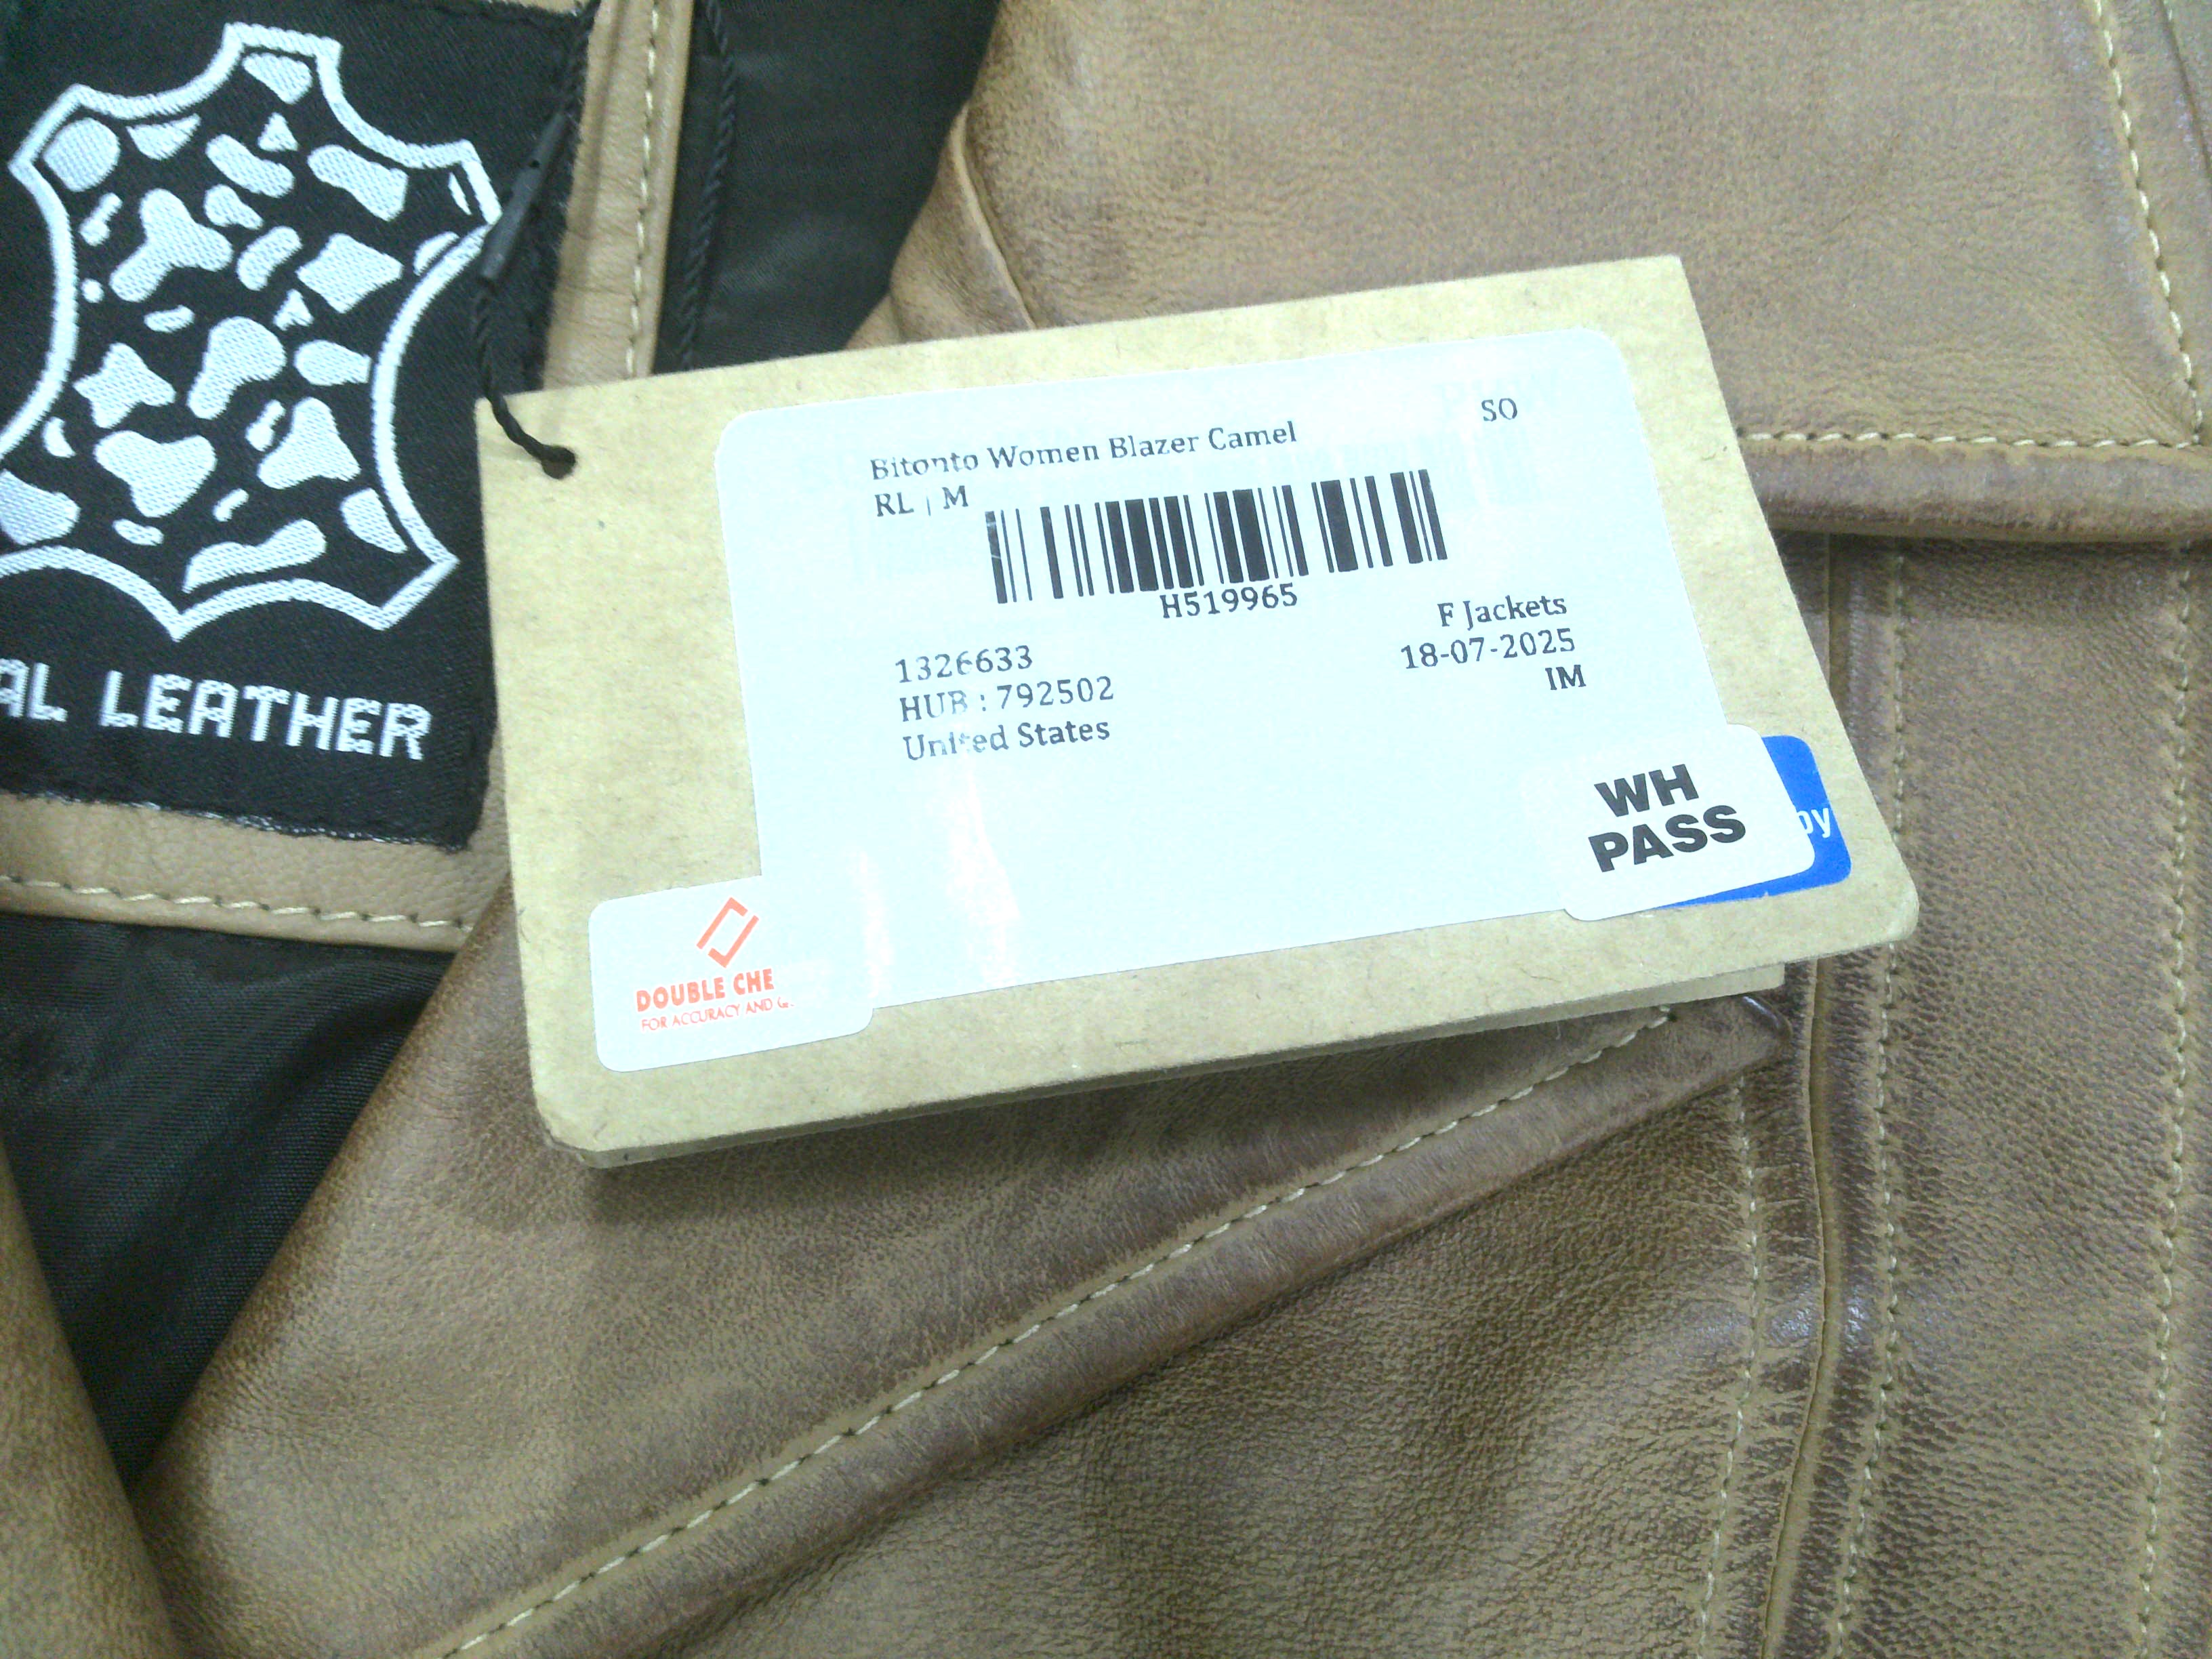 Bitonto Women Blazer Camel
SO
RL | M
H519965
1326633
F Jackets
HUB : 792502
18-07-2025
United States
IM
WH
PASS
by
DOUBLE CHE
FOR ACCURACY AND
AL LEATHER